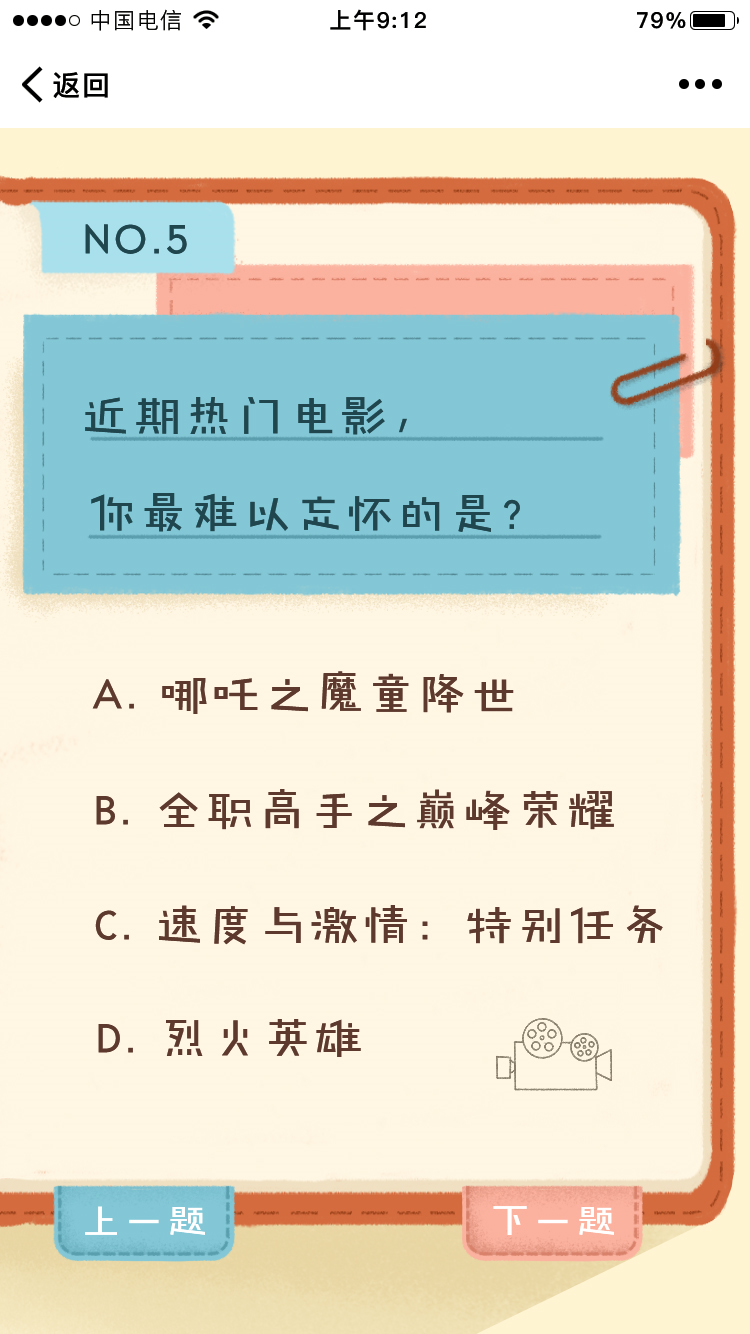 中国电信 上午9:12 79%
返回
NO.5
近期热门电影,
你最难以忘怀的是?
A. 哪吒之魔童降世
B. 全职高手之巅峰荣耀
C. 速度与激情: 特别任务
D. 烈火英雄
上一题 下一题